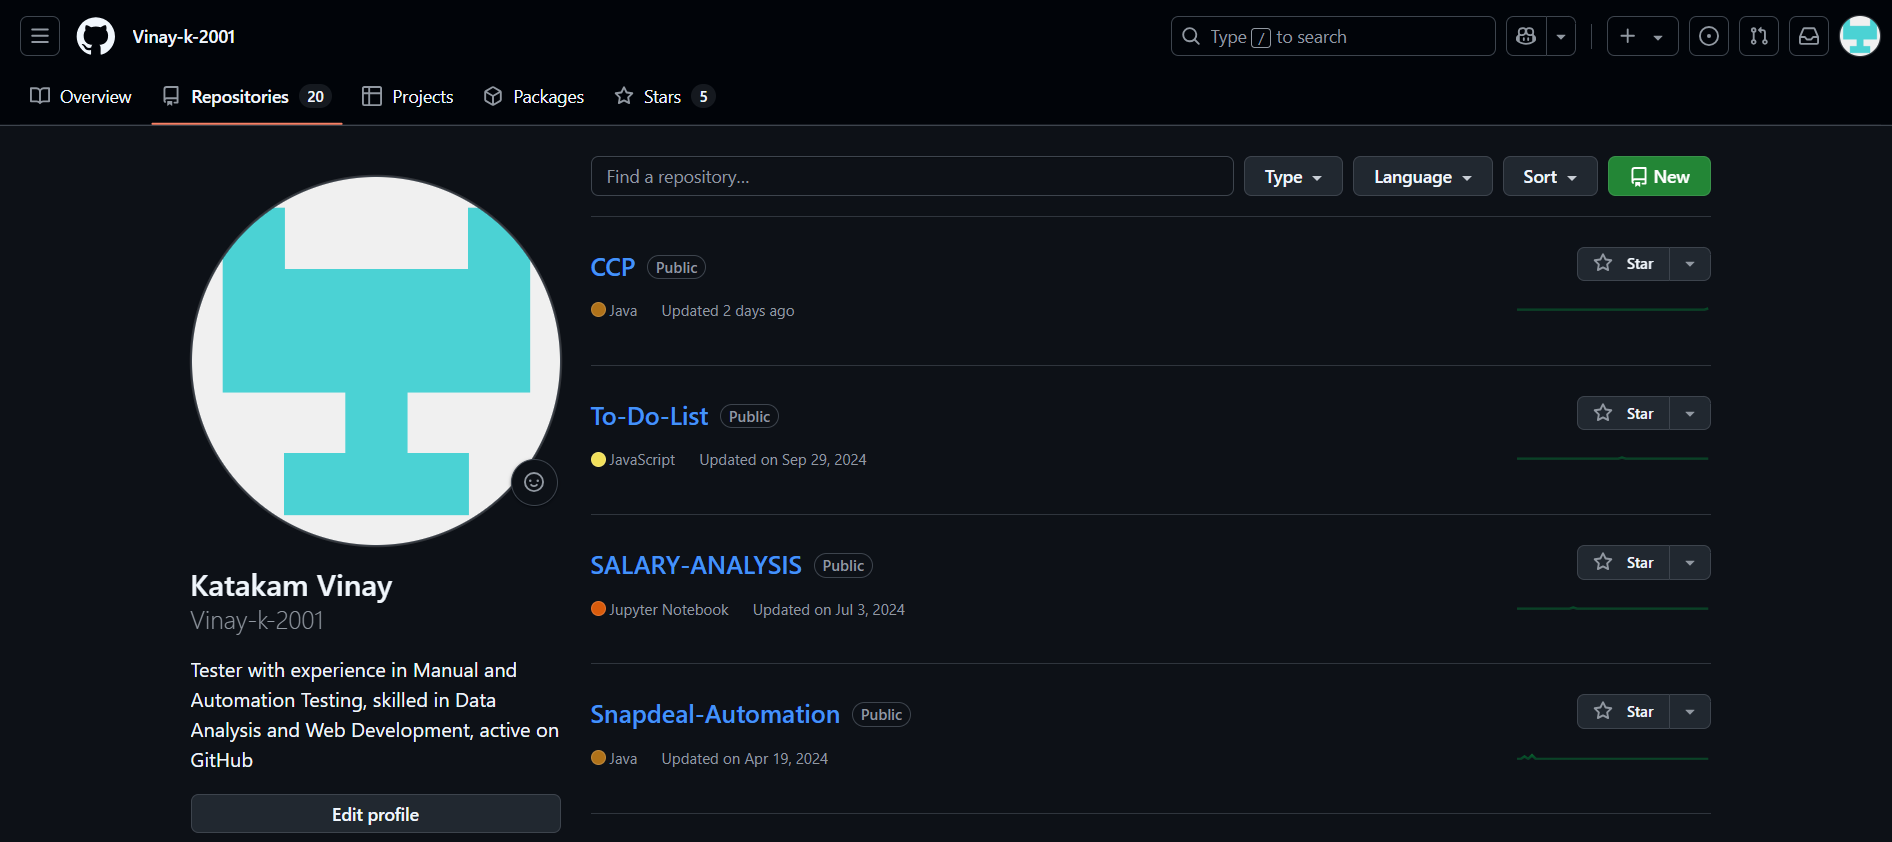 Vinay-k-2001
Type / to search
Overview
Repositories 20
Projects
Packages
Stars 5
Find a repository...
Type
Language
Sort
New
CCP Public
Star
Java Updated 2 days ago
To-Do-List Public
Star
JavaScript Updated on Sep 29, 2024
SALARY-ANALYSIS Public
Star
Jupyter Notebook Updated on Jul 3, 2024
Snapdeal-Automation Public
Star
Java Updated on Apr 19, 2024
Katakam Vinay
Vinay-k-2001
Tester with experience in Manual and
Automation Testing, skilled in Data
Analysis and Web Development, active on
GitHub
Edit profile